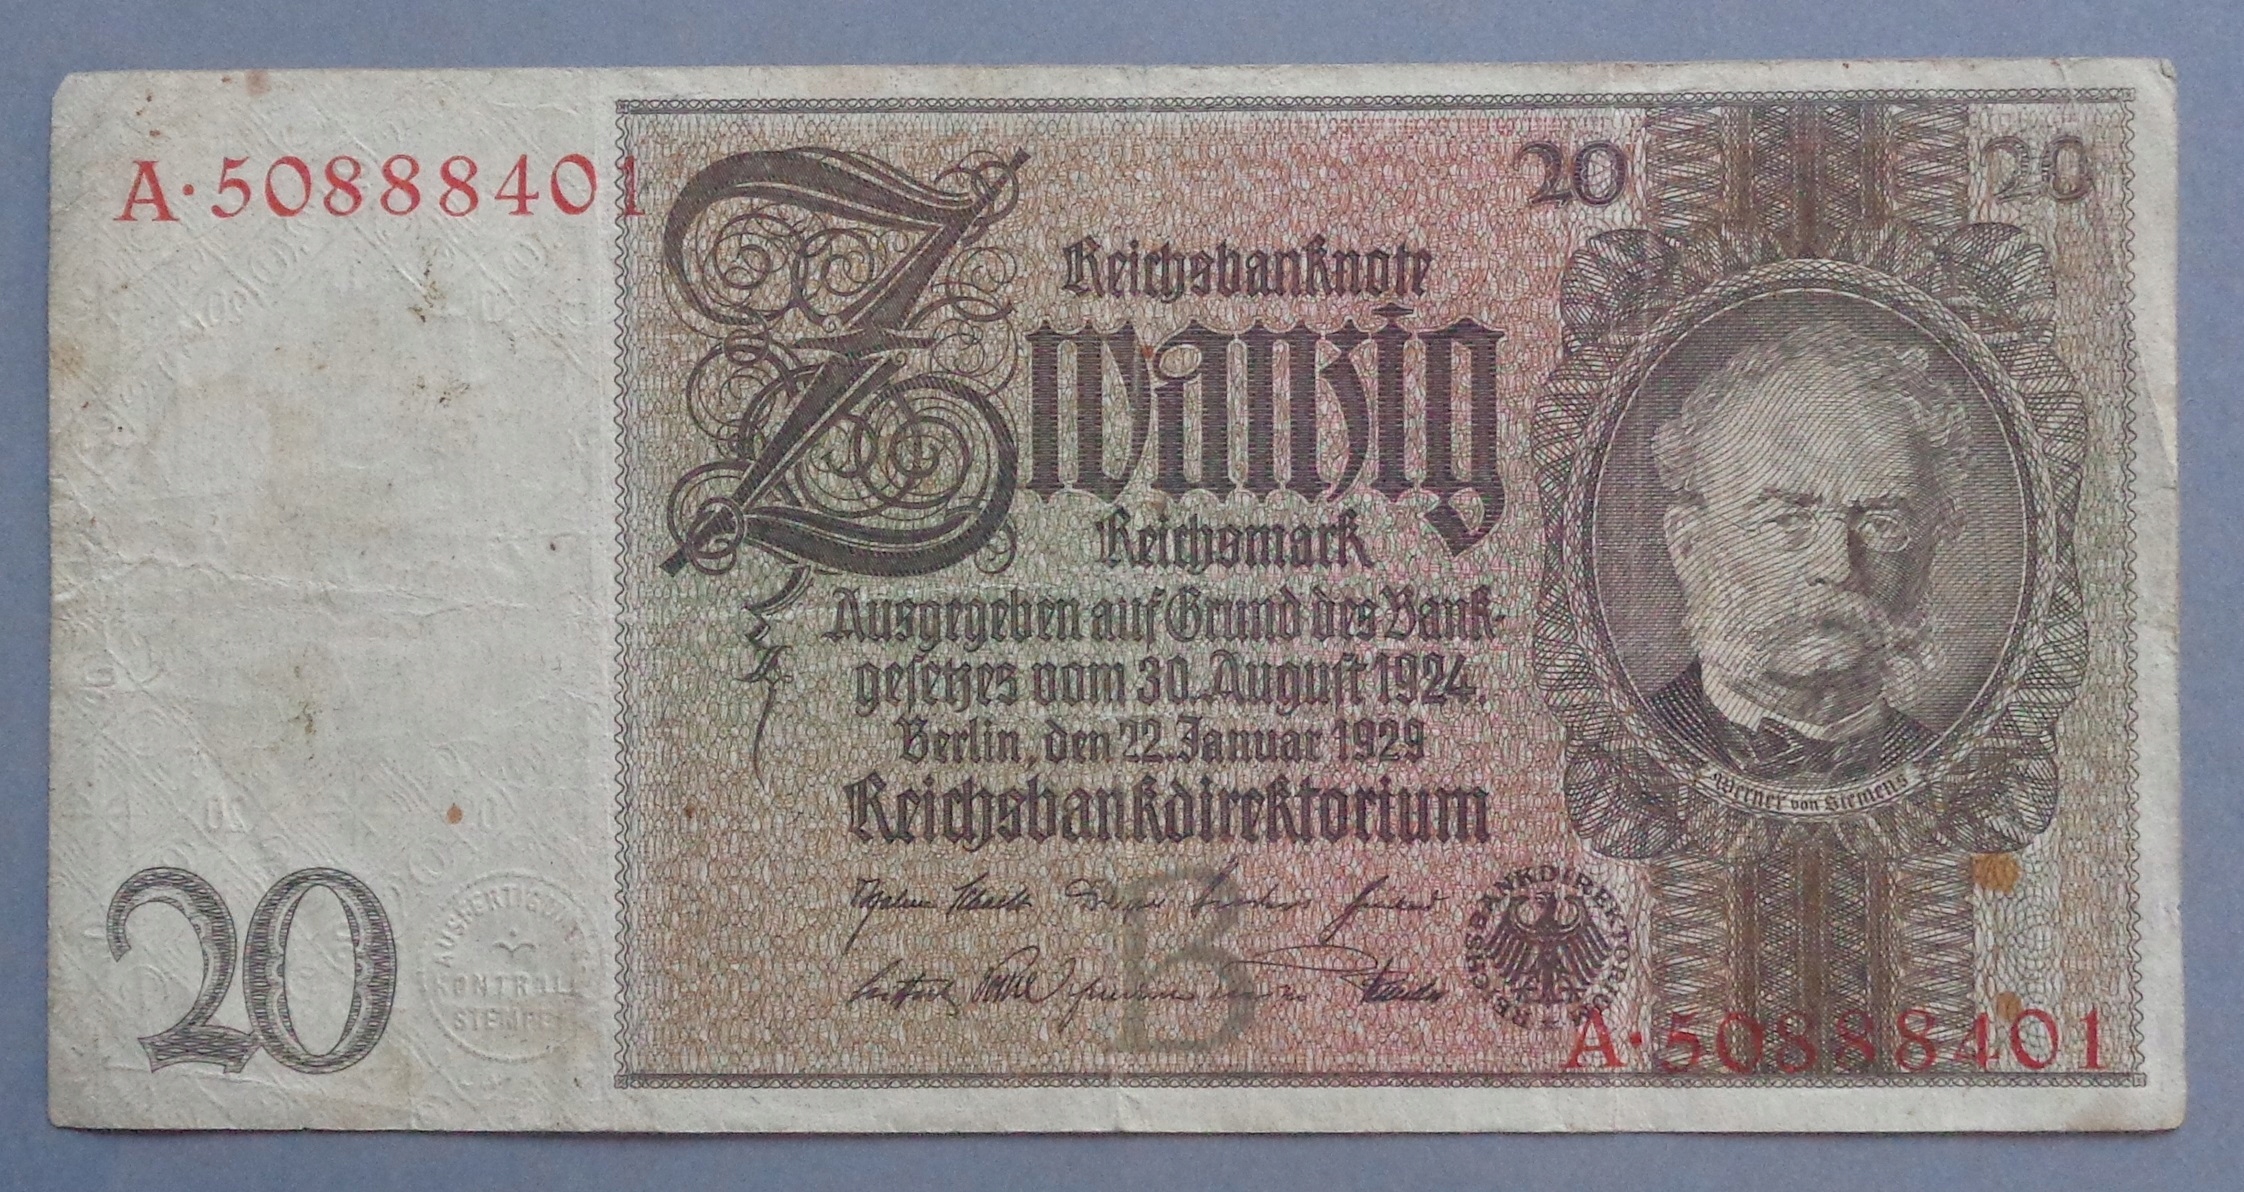 A·50888401
20
20
Reichsbanknote
Zwanzig
Reichsmark
Ausgegeben auf Grund des Bank-
gesetzes vom 30. August 1924.
Berlin, den 22. Januar 1929
Reichsbankdirektorium
Werner von Siemens
B
REICHSBANKDIREKTORIUM
20
KONTROLL
STEMPEL
A·50888401